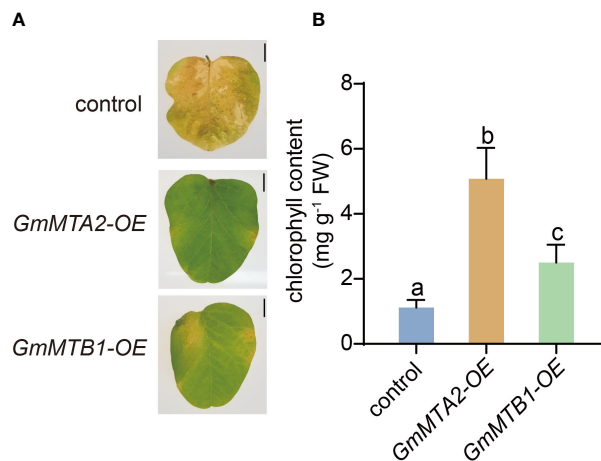 A
control
GmMTA2-OE
GmMTB1-OE
B
chlorophyll content
(mg g⁻¹ FW)
8
6
4
2
0
a
b
c
control
GmMTA2-OE
GmMTB1-OE